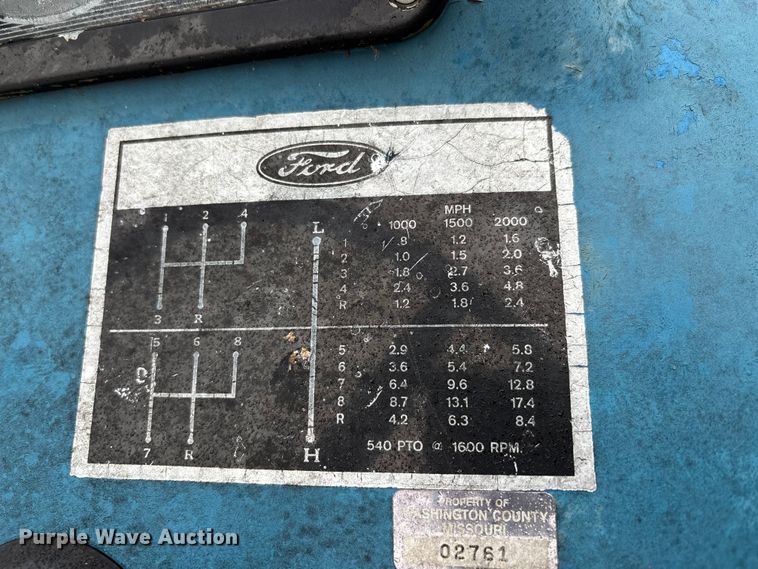 Ford
1 2 4
3 R
L
MPH
1000 1500 2000
1 .8 1.2 1.6
2 1.0 1.5 2.0
3 1.8 2.7 3.6
4 2.4 3.6 4.8
R 1.2 1.8 2.4
5 6 8
7 R
H
5 2.9 4.4 5.8
6 3.6 5.4 7.2
7 6.4 9.6 12.8
8 8.7 13.1 17.4
R 4.2 6.3 8.4
540 PTO @ 1600 RPM.
PROPERTY OF
WASHINGTON COUNTY
MISSOURI
02761
Purple Wave Auction